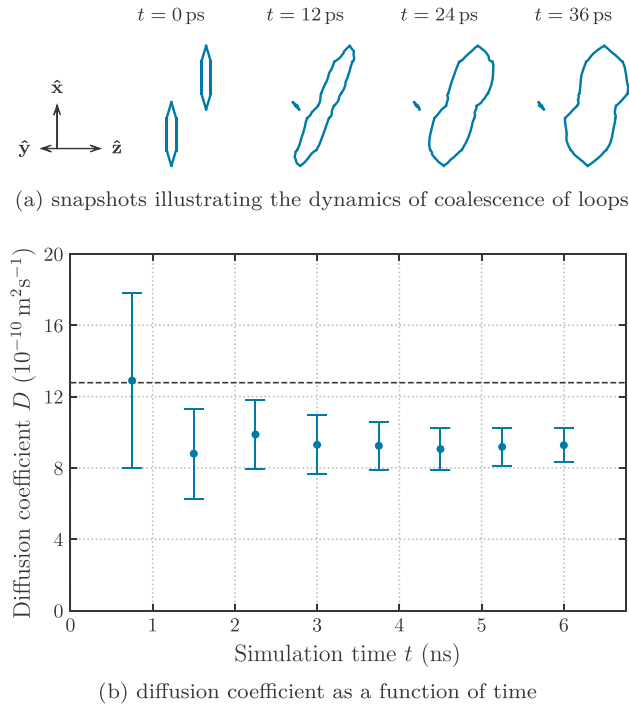 t = 0 ps t = 12 ps t = 24 ps t = 36 ps
x̂
ŷ ẑ
(a) snapshots illustrating the dynamics of coalescence of loops
Diffusion coefficient D (10⁻¹⁰ m²s⁻¹)
20
16
12
8
4
0
0 1 2 3 4 5 6
Simulation time t (ns)
(b) diffusion coefficient as a function of time